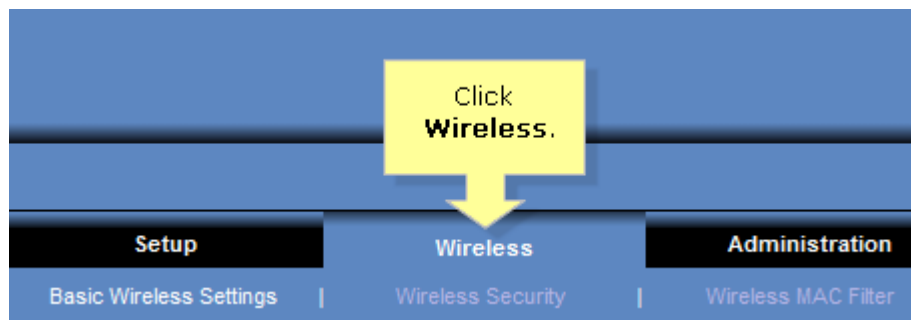 Click
Wireless.
Setup
Wireless
Administration
Basic Wireless Settings | Wireless Security | Wireless MAC Filter